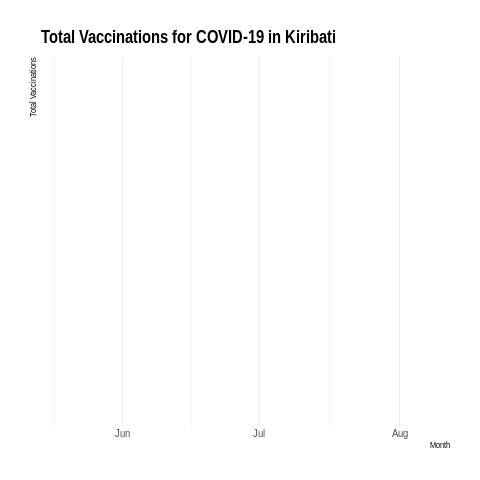 Total Vaccinations for COVID-19 in Kiribati
Total Vaccinations
Jun
Jul
Aug
Month